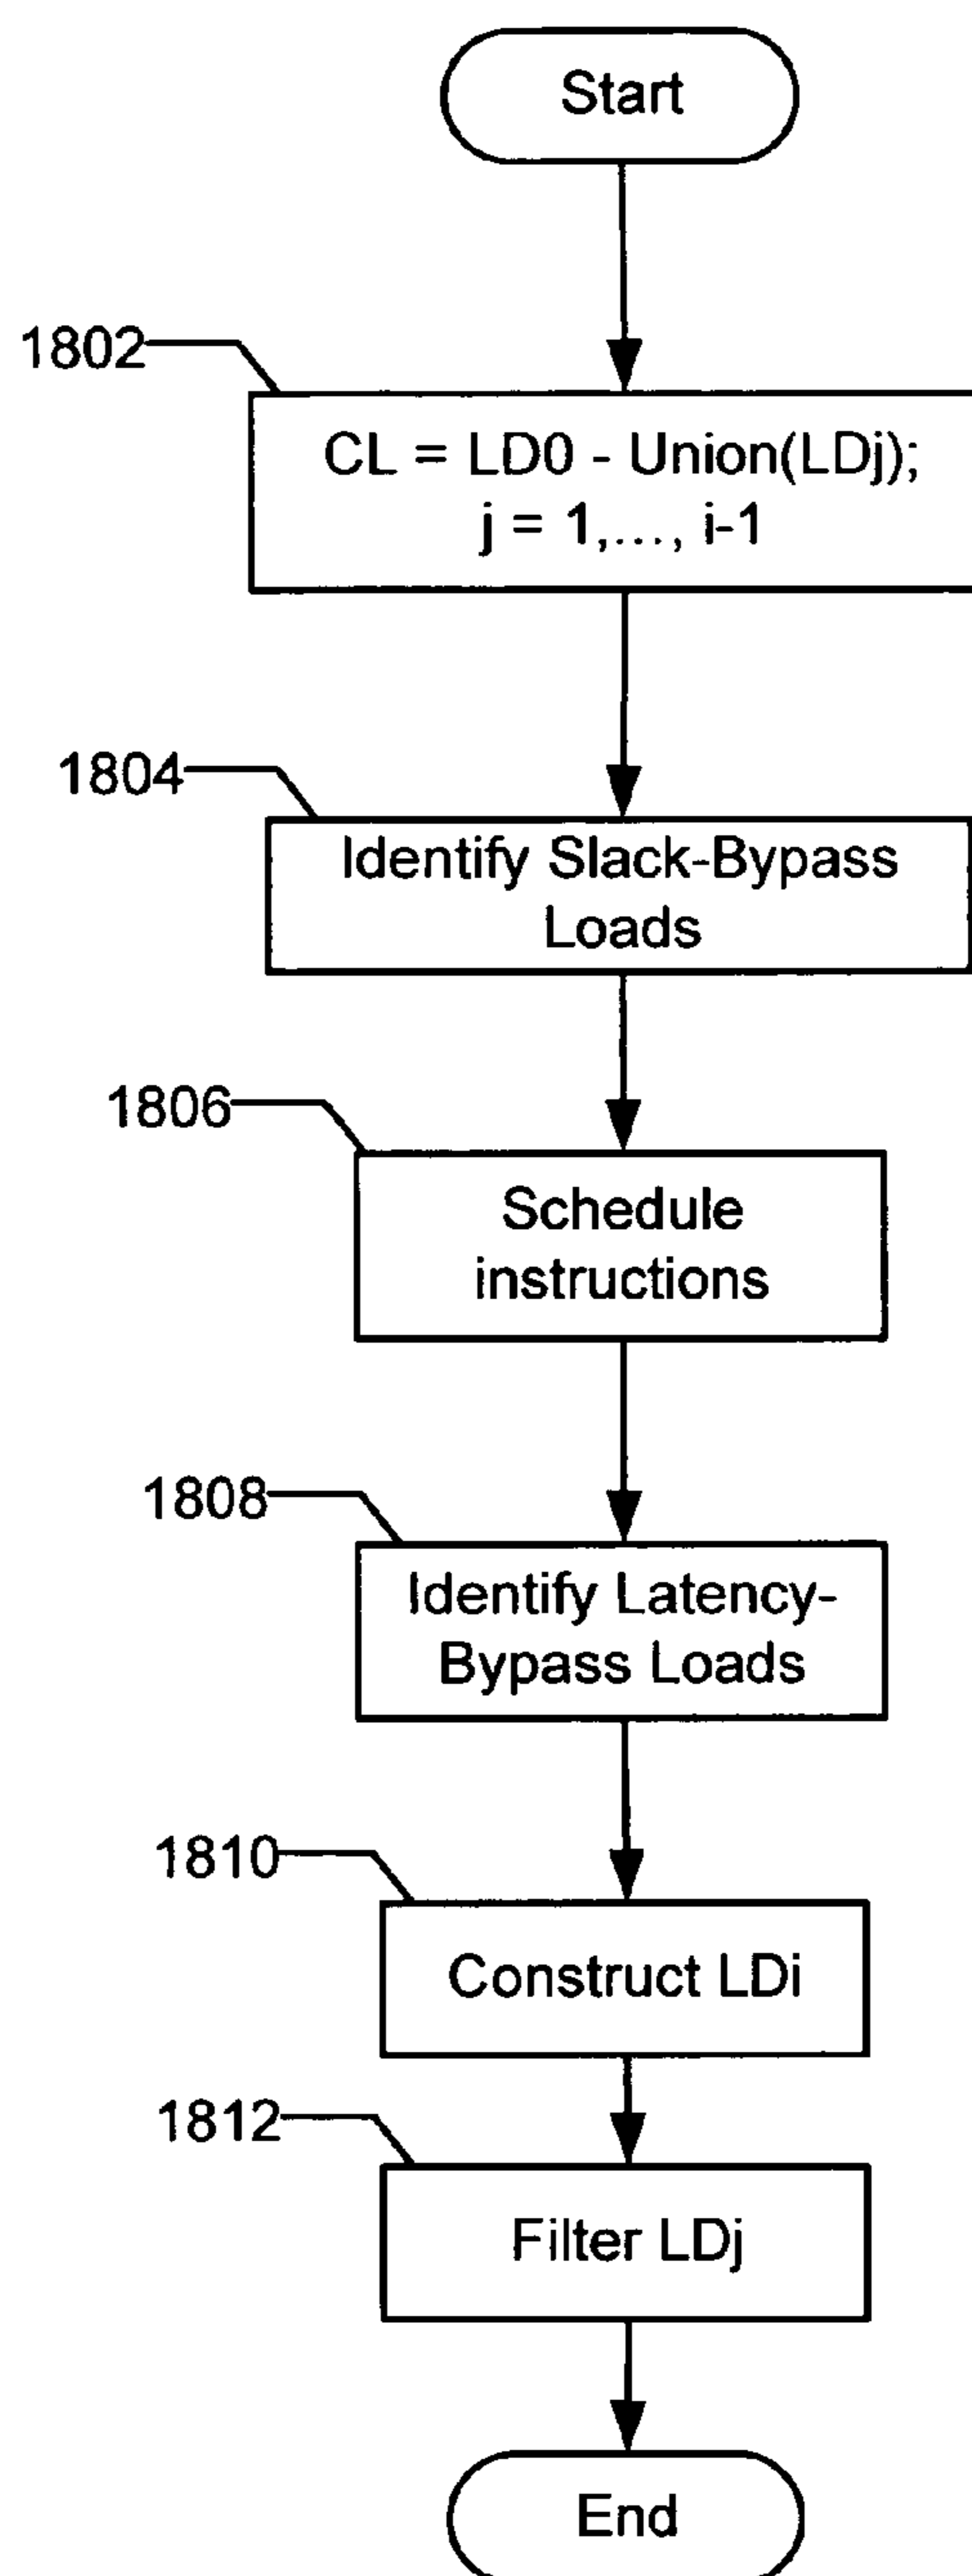 Start
1802
CL = LD0 - Union(LDj);
j = 1,..., i-1
1804
Identify Slack-Bypass
Loads
1806
Schedule
instructions
1808
Identify Latency-
Bypass Loads
1810
Construct LDi
1812
Filter LDj
End